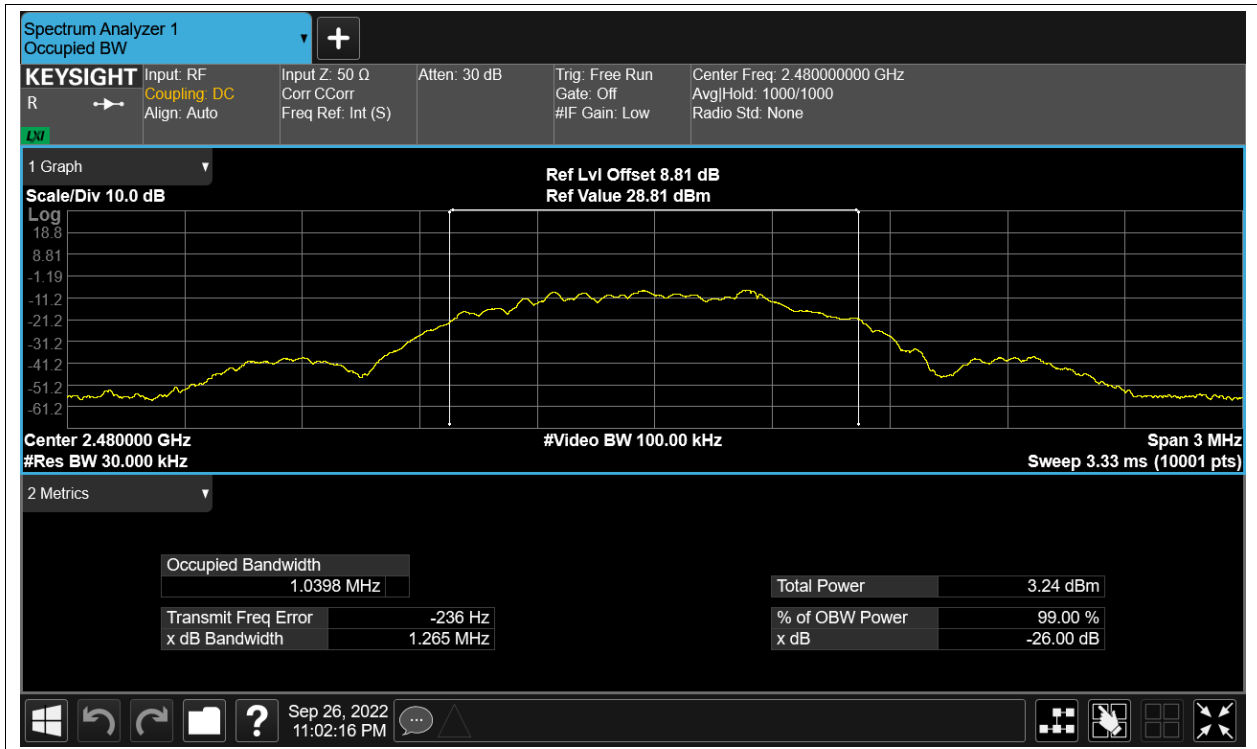 Spectrum Analyzer 1
Occupied BW
KEYSIGHT
R
LXI
Input: RF
Coupling: DC
Align: Auto
Input Z: 50 Ω
Corr CCorr
Freq Ref: Int (S)
Atten: 30 dB
Trig: Free Run
Gate: Off
#IF Gain: Low
Center Freq: 2.480000000 GHz
Avg|Hold: 1000/1000
Radio Std: None
1 Graph
Scale/Div 10.0 dB
Ref Lvl Offset 8.81 dB
Ref Value 28.81 dBm
Log
18.8
8.81
-1.19
-11.2
-21.2
-31.2
-41.2
-51.2
-61.2
Center 2.480000 GHz
#Video BW 100.00 kHz
Span 3 MHz
#Res BW 30.000 kHz
Sweep 3.33 ms (10001 pts)
2 Metrics
Occupied Bandwidth
1.0398 MHz
Transmit Freq Error -236 Hz
x dB Bandwidth 1.265 MHz
Total Power 3.24 dBm
% of OBW Power 99.00 %
x dB -26.00 dB
?
Sep 26, 2022
11:02:16 PM